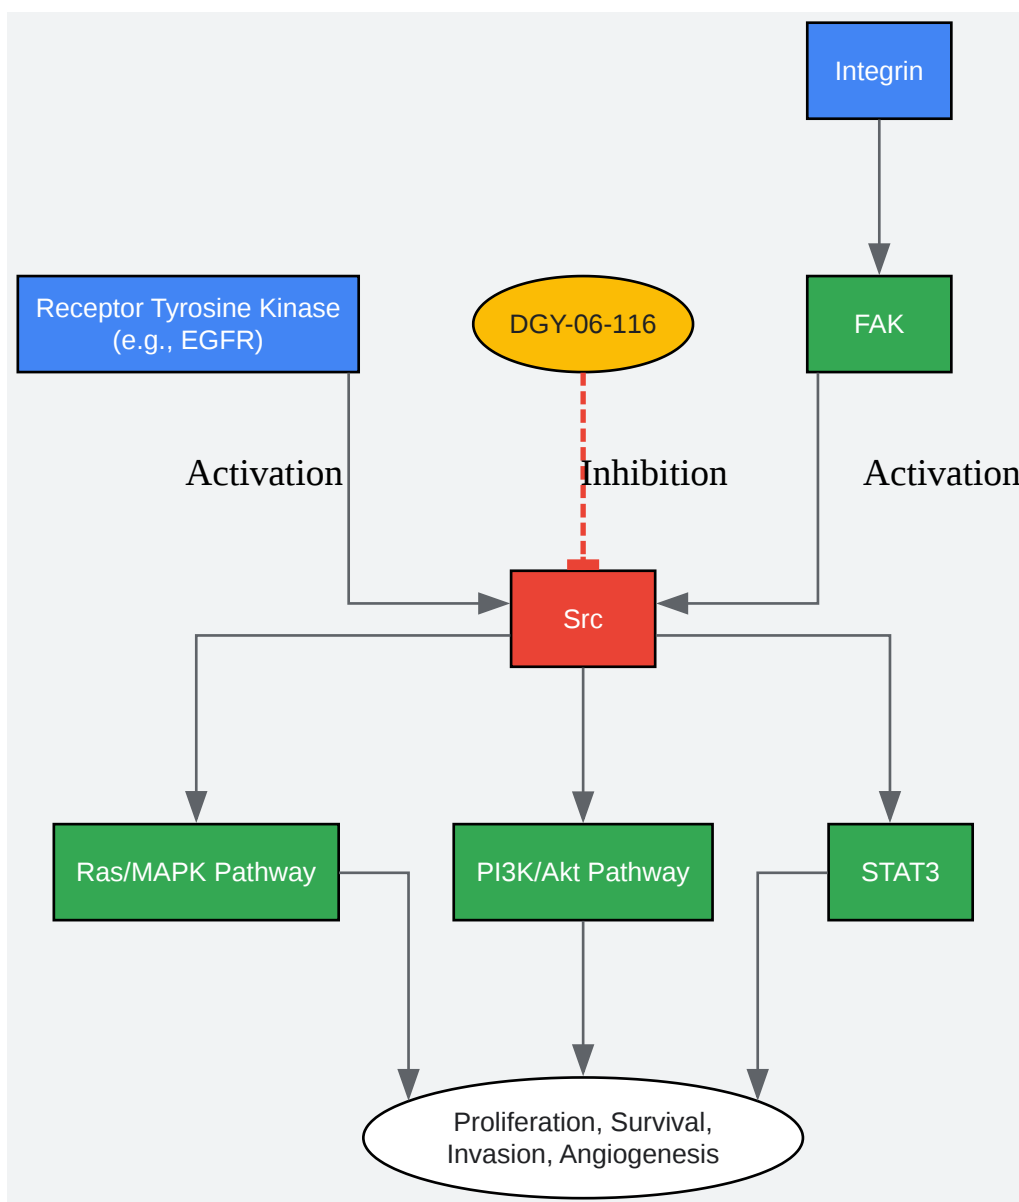 Integrin
Receptor Tyrosine Kinase
(e.g., EGFR)
DGY-06-116
FAK
Activation
Inhibition
Activation
Src
Ras/MAPK Pathway
PI3K/Akt Pathway
STAT3
Proliferation, Survival,
Invasion, Angiogenesis